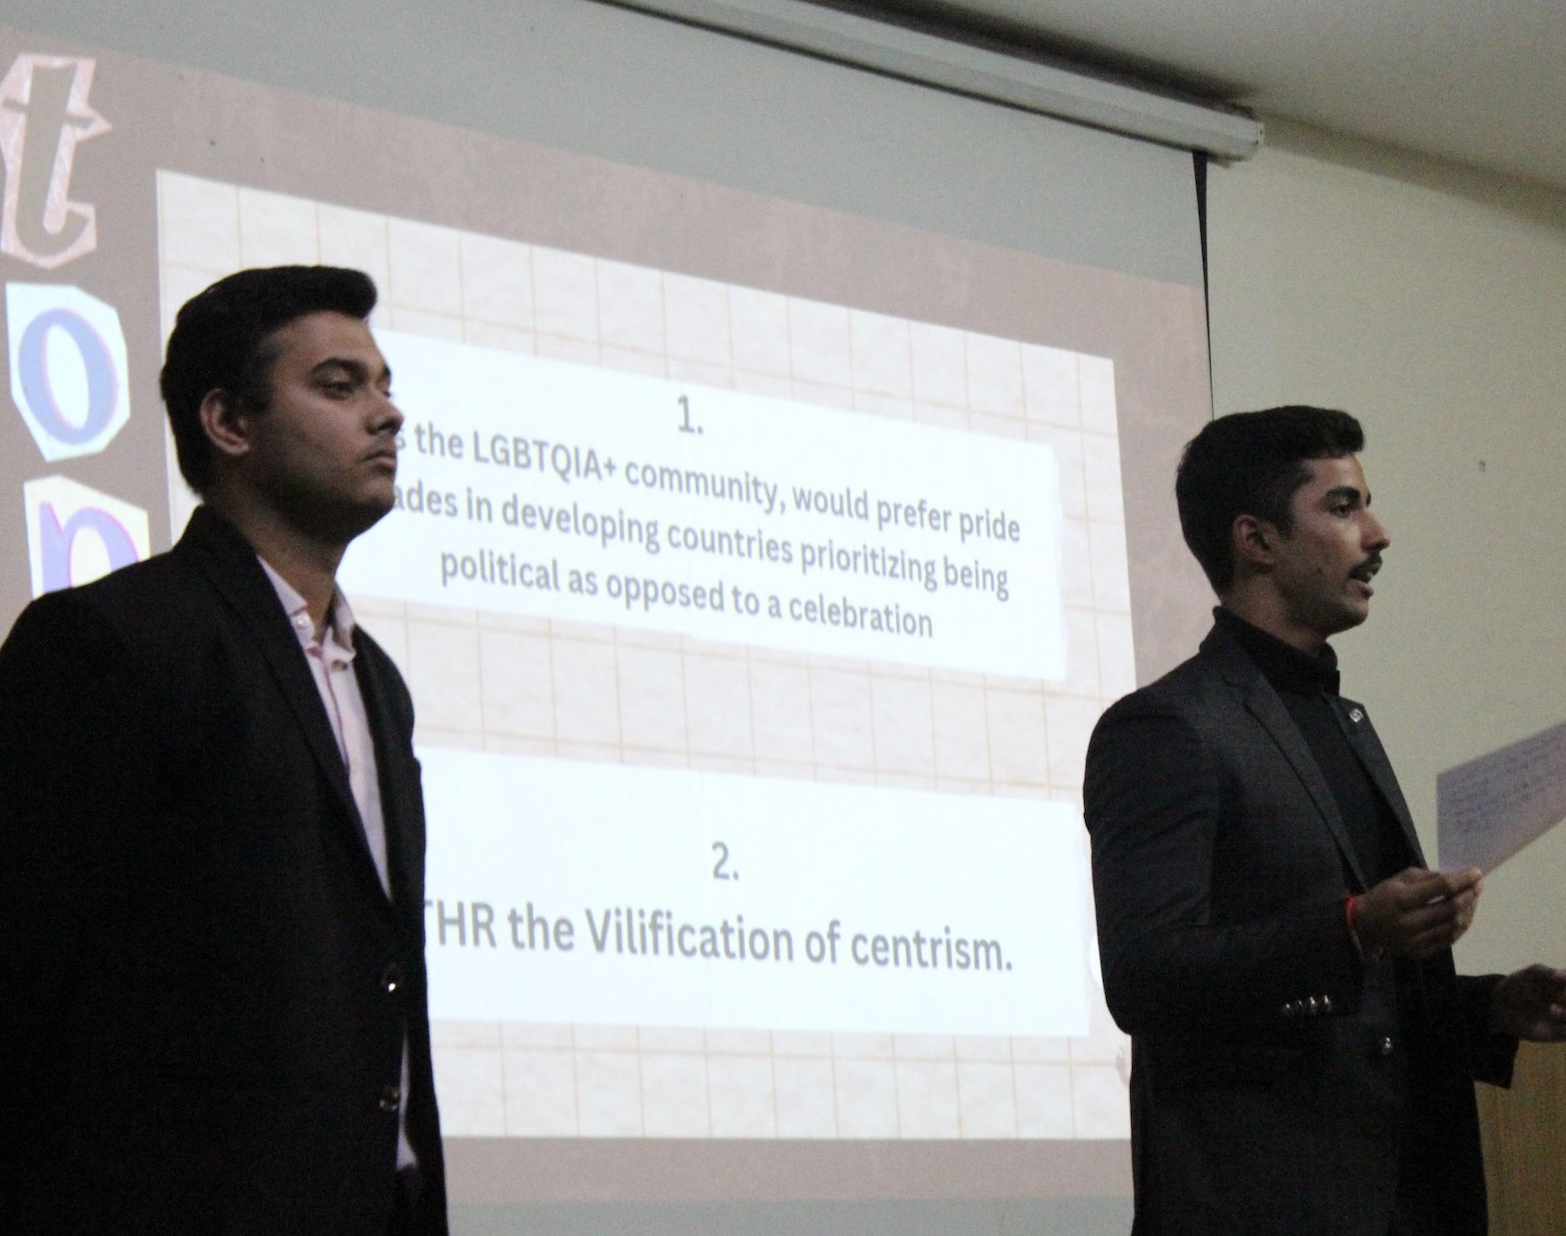 t
o
1.
the LGBTQIA+ community, would prefer pride
in developing countries prioritizing being
political as opposed to a celebration
2.
THR the Vilification of centrism.